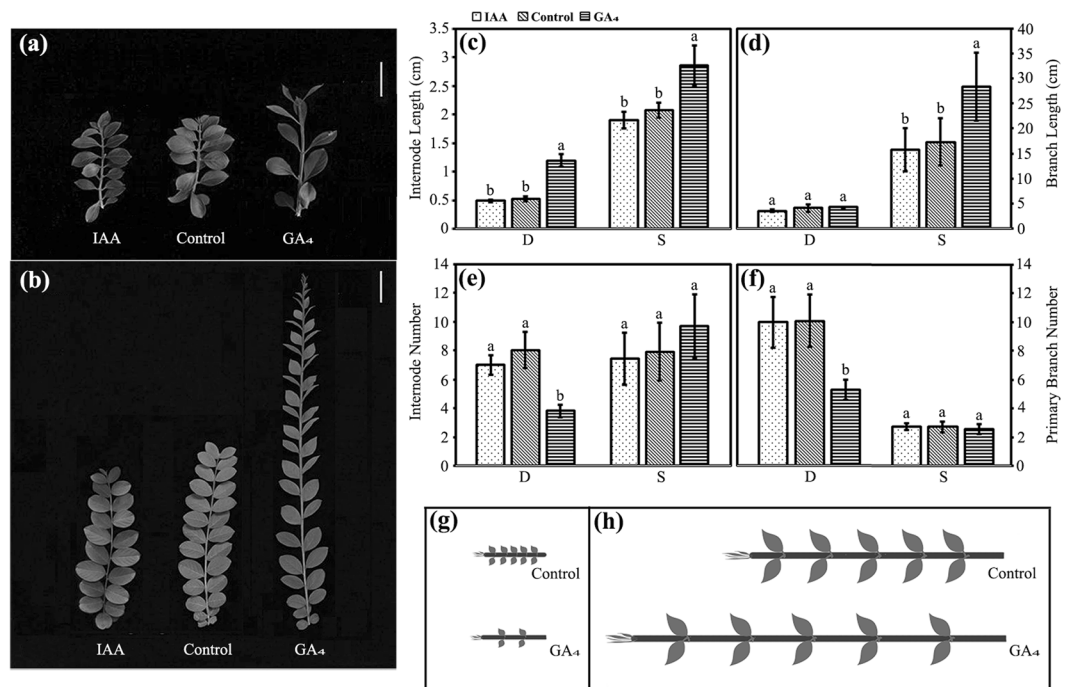 (a)
IAA Control GA₄
(b)
IAA Control GA₄
IAA Control GA₄
(c)
Internode Length (cm)
3.5
3
2.5
2
1.5
1
0.5
0
b b a
b b a
D S
(d)
Branch Length (cm)
40
35
30
25
20
15
10
5
0
a a a
b b a
D S
(e)
Internode Number
14
12
10
8
6
4
2
0
a a b
a a a
D S
(f)
Primary Branch Number
14
12
10
8
6
4
2
0
a a b
a a a
D S
(g)
Control
GA₄
(h)
Control
GA₄